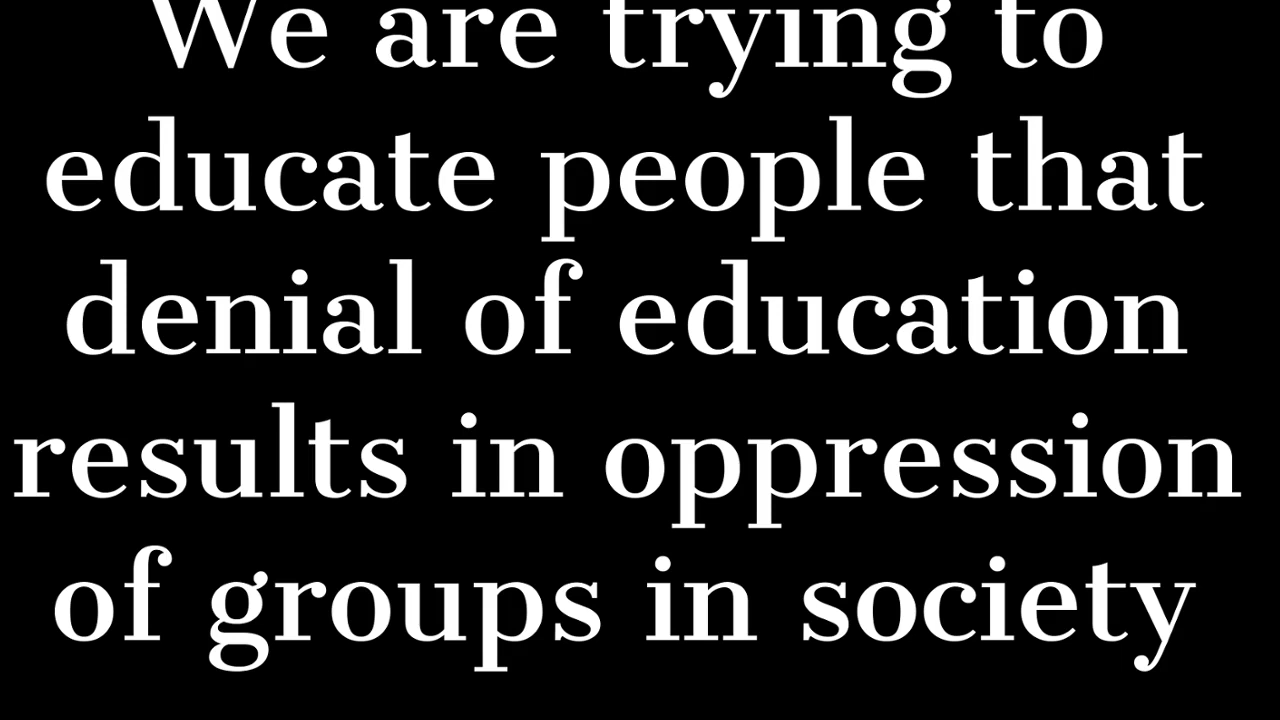 We are trying to
educate people that
denial of education
results in oppression
of groups in society